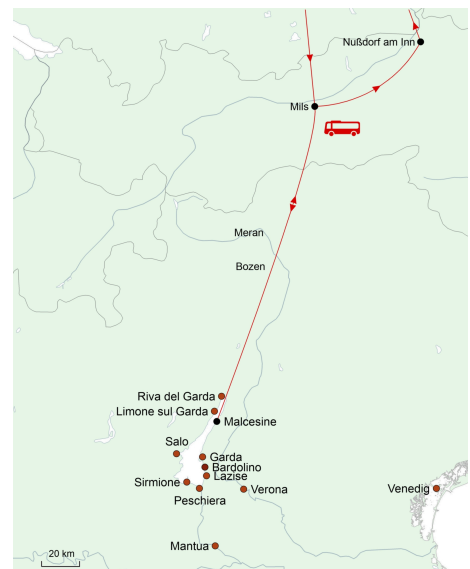 Nußdorf am Inn
Mils
Meran
Bozen
Riva del Garda
Limone sul Garda
Malcesine
Salo
Garda
Bardolino
Lazise
Sirmione
Peschiera
Verona
Venedig
Mantua
20 km